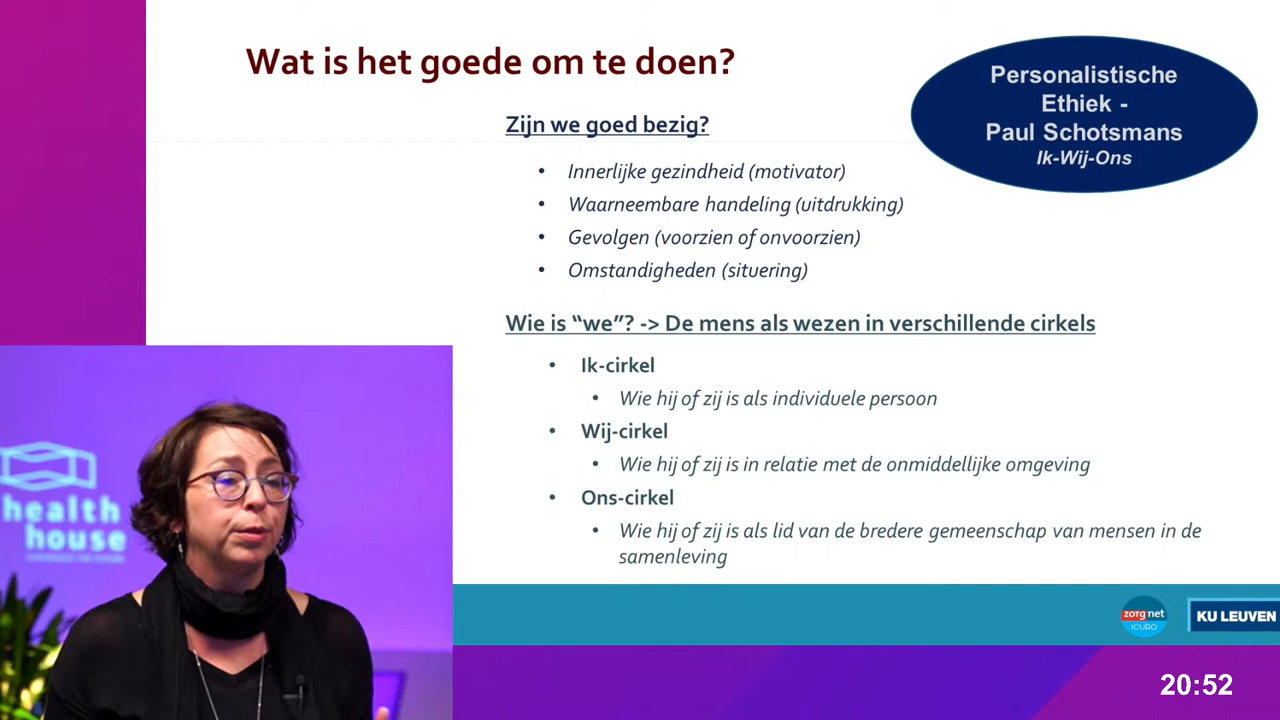 Wat is het goede om te doen?
Personalistische
Ethiek -
Paul Schotsmans
Ik-Wij-Ons
Zijn we goed bezig?
• Innerlijke gezindheid (motivator)
• Waarneembare handeling (uitdrukking)
• Gevolgen (voorzien of onvoorzien)
• Omstandigheden (situering)
Wie is “we”? -> De mens als wezen in verschillende cirkels
• Ik-cirkel
• Wie hij of zij is als individuele persoon
• Wij-cirkel
• Wie hij of zij is in relatie met de onmiddellijke omgeving
• Ons-cirkel
• Wie hij of zij is als lid van de bredere gemeenschap van mensen in de
samenleving
health
house
zorgnet
ICURO
KU LEUVEN
20:52